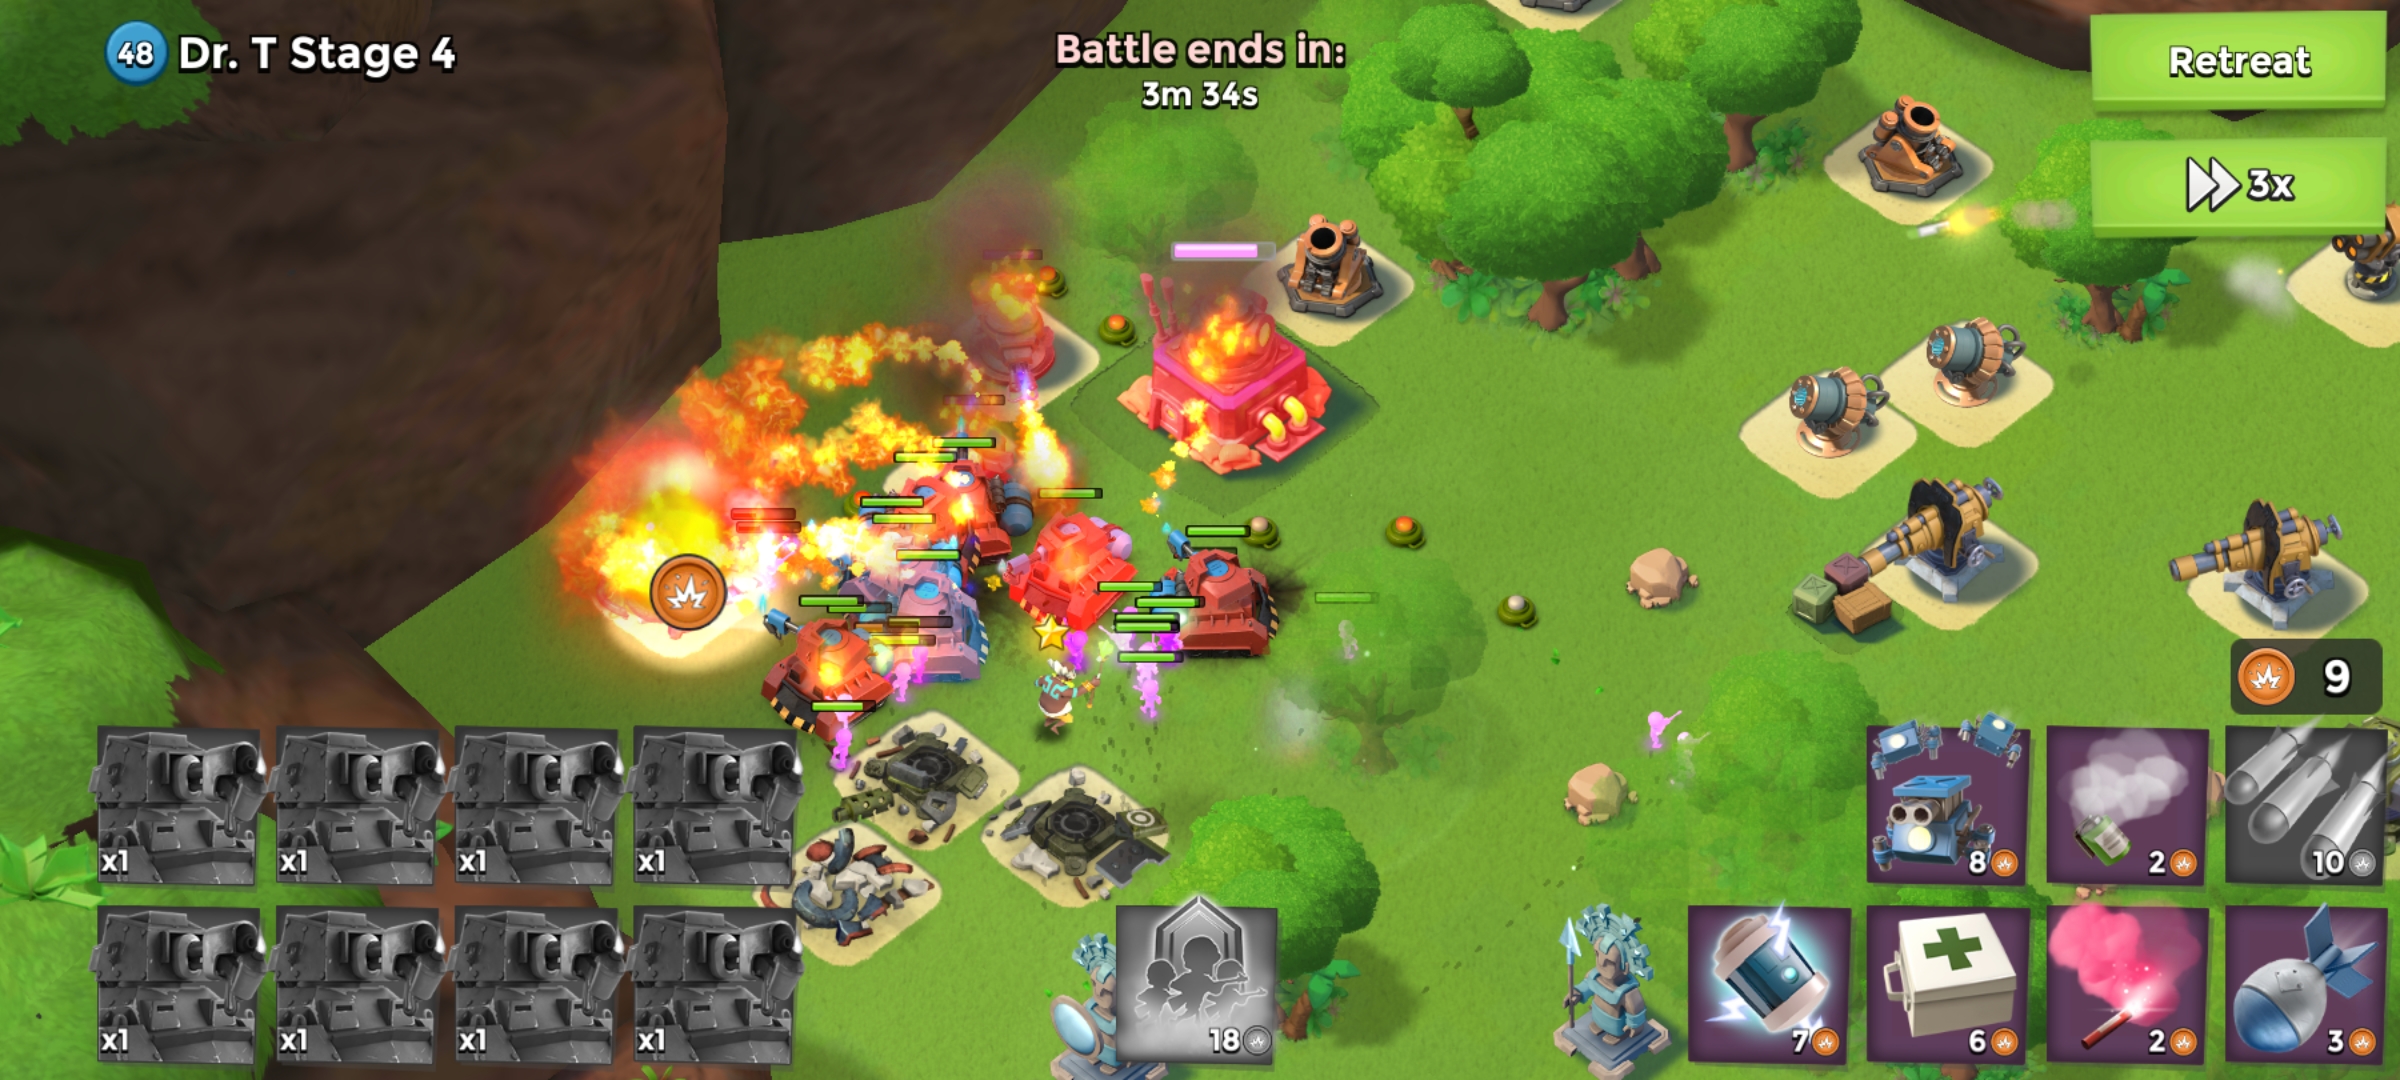 48 Dr. T Stage 4
Battle ends in:
3m 34s
Retreat
3x
9
8
2
10
x1
x1
x1
x1
x1
x1
x1
x1
18
7
6
2
3